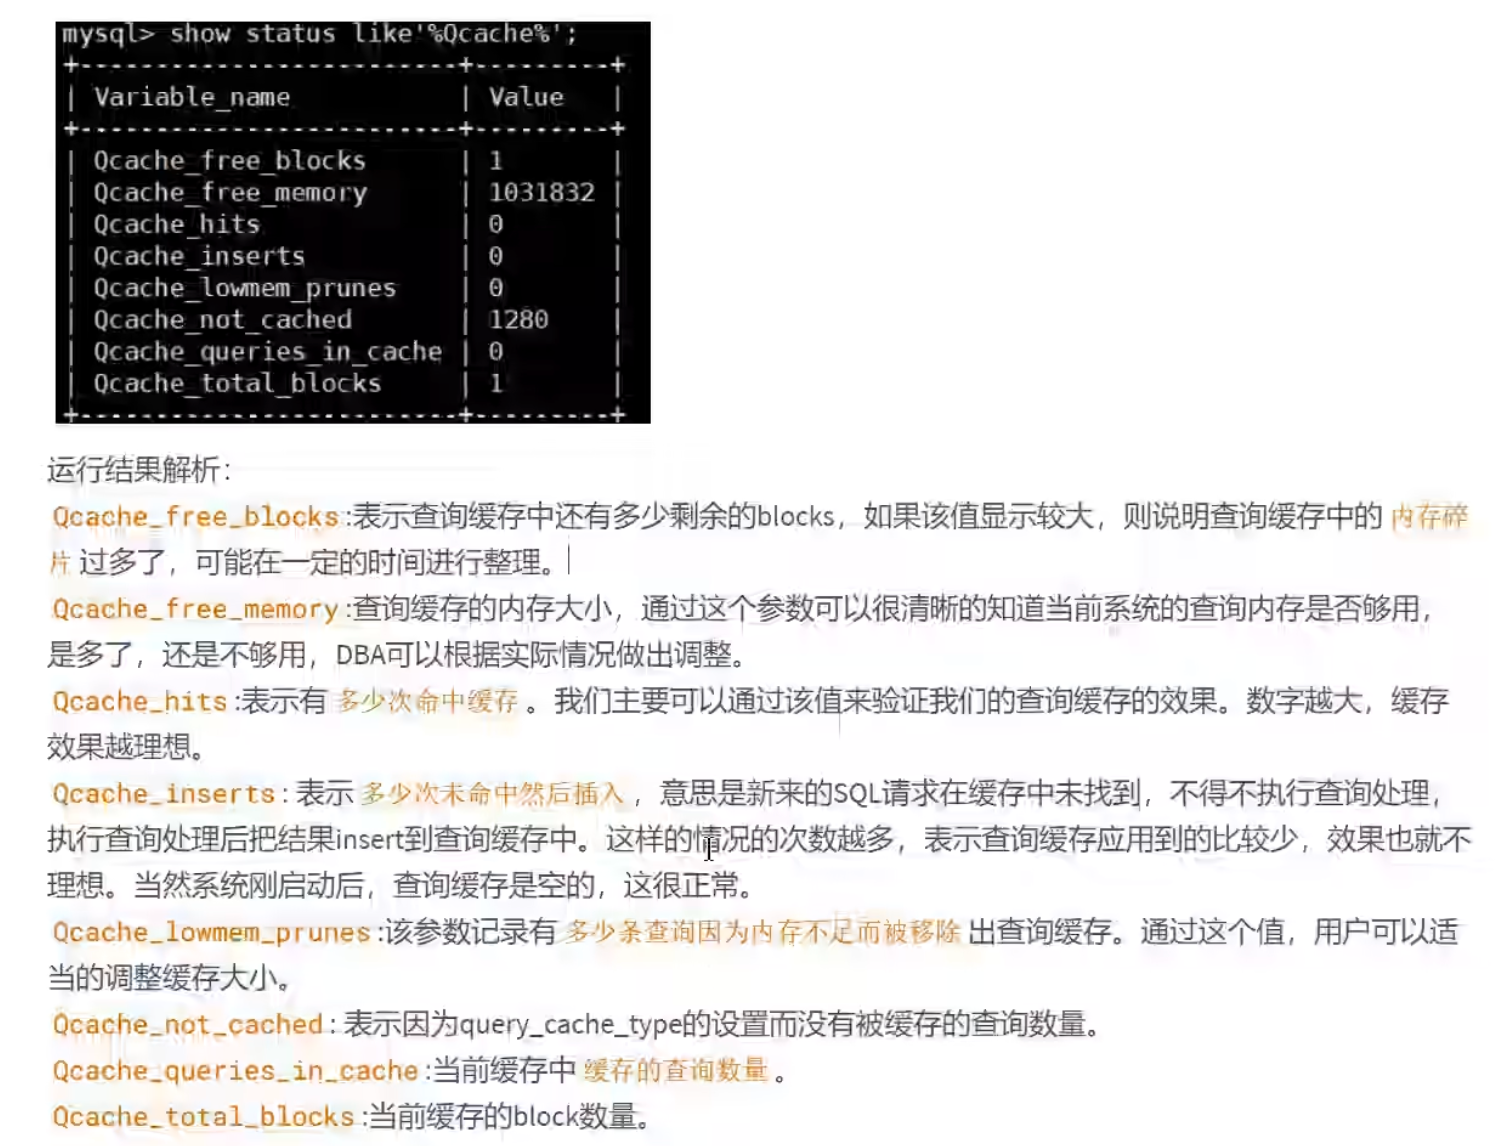 mysql> show status like'%Qcache%';
+-------------------------+---------+
| Variable_name | Value |
+-------------------------+---------+
| Qcache_free_blocks | 1 |
| Qcache_free_memory | 1031832 |
| Qcache_hits | 0 |
| Qcache_inserts | 0 |
| Qcache_lowmem_prunes | 0 |
| Qcache_not_cached | 1280 |
| Qcache_queries_in_cache | 0 |
| Qcache_total_blocks | 1 |
+-------------------------+---------+
运行结果解析：
Qcache_free_blocks:表示查询缓存中还有多少剩余的blocks，如果该值显示较大，则说明查询缓存中的 内存碎
片 过多了，可能在一定的时间进行整理。
Qcache_free_memory:查询缓存的内存大小，通过这个参数可以很清晰的知道当前系统的查询内存是否够用，
是多了，还是不够用，DBA可以根据实际情况做出调整。
Qcache_hits:表示有 多少次命中缓存 。我们主要可以通过该值来验证我们的查询缓存的效果。数字越大，缓存
效果越理想。
Qcache_inserts: 表示 多少次未命中然后插入 ，意思是新来的SQL请求在缓存中未找到，不得不执行查询处理，
执行查询处理后把结果insert到查询缓存中。这样的情况的次数越多，表示查询缓存应用到的比较少，效果也就不
理想。当然系统刚启动后，查询缓存是空的，这很正常。
Qcache_lowmem_prunes:该参数记录有 多少条查询因为内存不足而被移除 出查询缓存。通过这个值，用户可以适
当的调整缓存大小。
Qcache_not_cached: 表示因为query_cache_type的设置而没有被缓存的查询数量。
Qcache_queries_in_cache:当前缓存中 缓存的查询数量 。
Qcache_total_blocks:当前缓存的block数量。